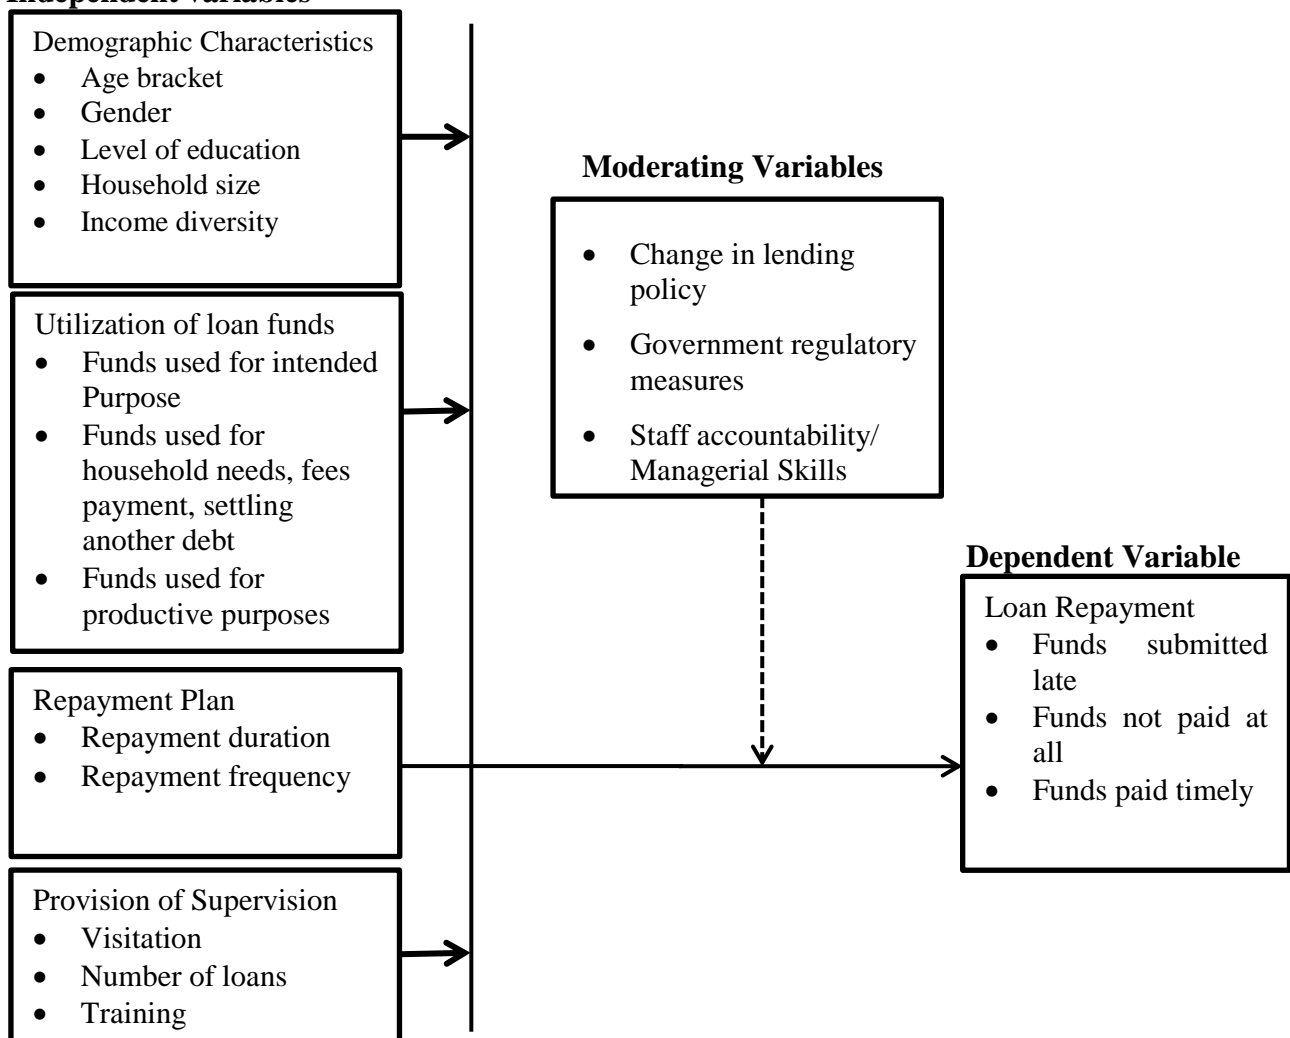 Independent variables
Demographic Characteristics
• Age bracket
• Gender
• Level of education
• Household size
• Income diversity
Utilization of loan funds
• Funds used for intended
Purpose
• Funds used for
household needs, fees
payment, settling
another debt
• Funds used for
productive purposes
Repayment Plan
• Repayment duration
• Repayment frequency
Provision of Supervision
• Visitation
• Number of loans
• Training
Moderating Variables
• Change in lending
policy
• Government regulatory
measures
• Staff accountability/
Managerial Skills
Dependent Variable
Loan Repayment
• Funds submitted
late
• Funds not paid at
all
• Funds paid timely